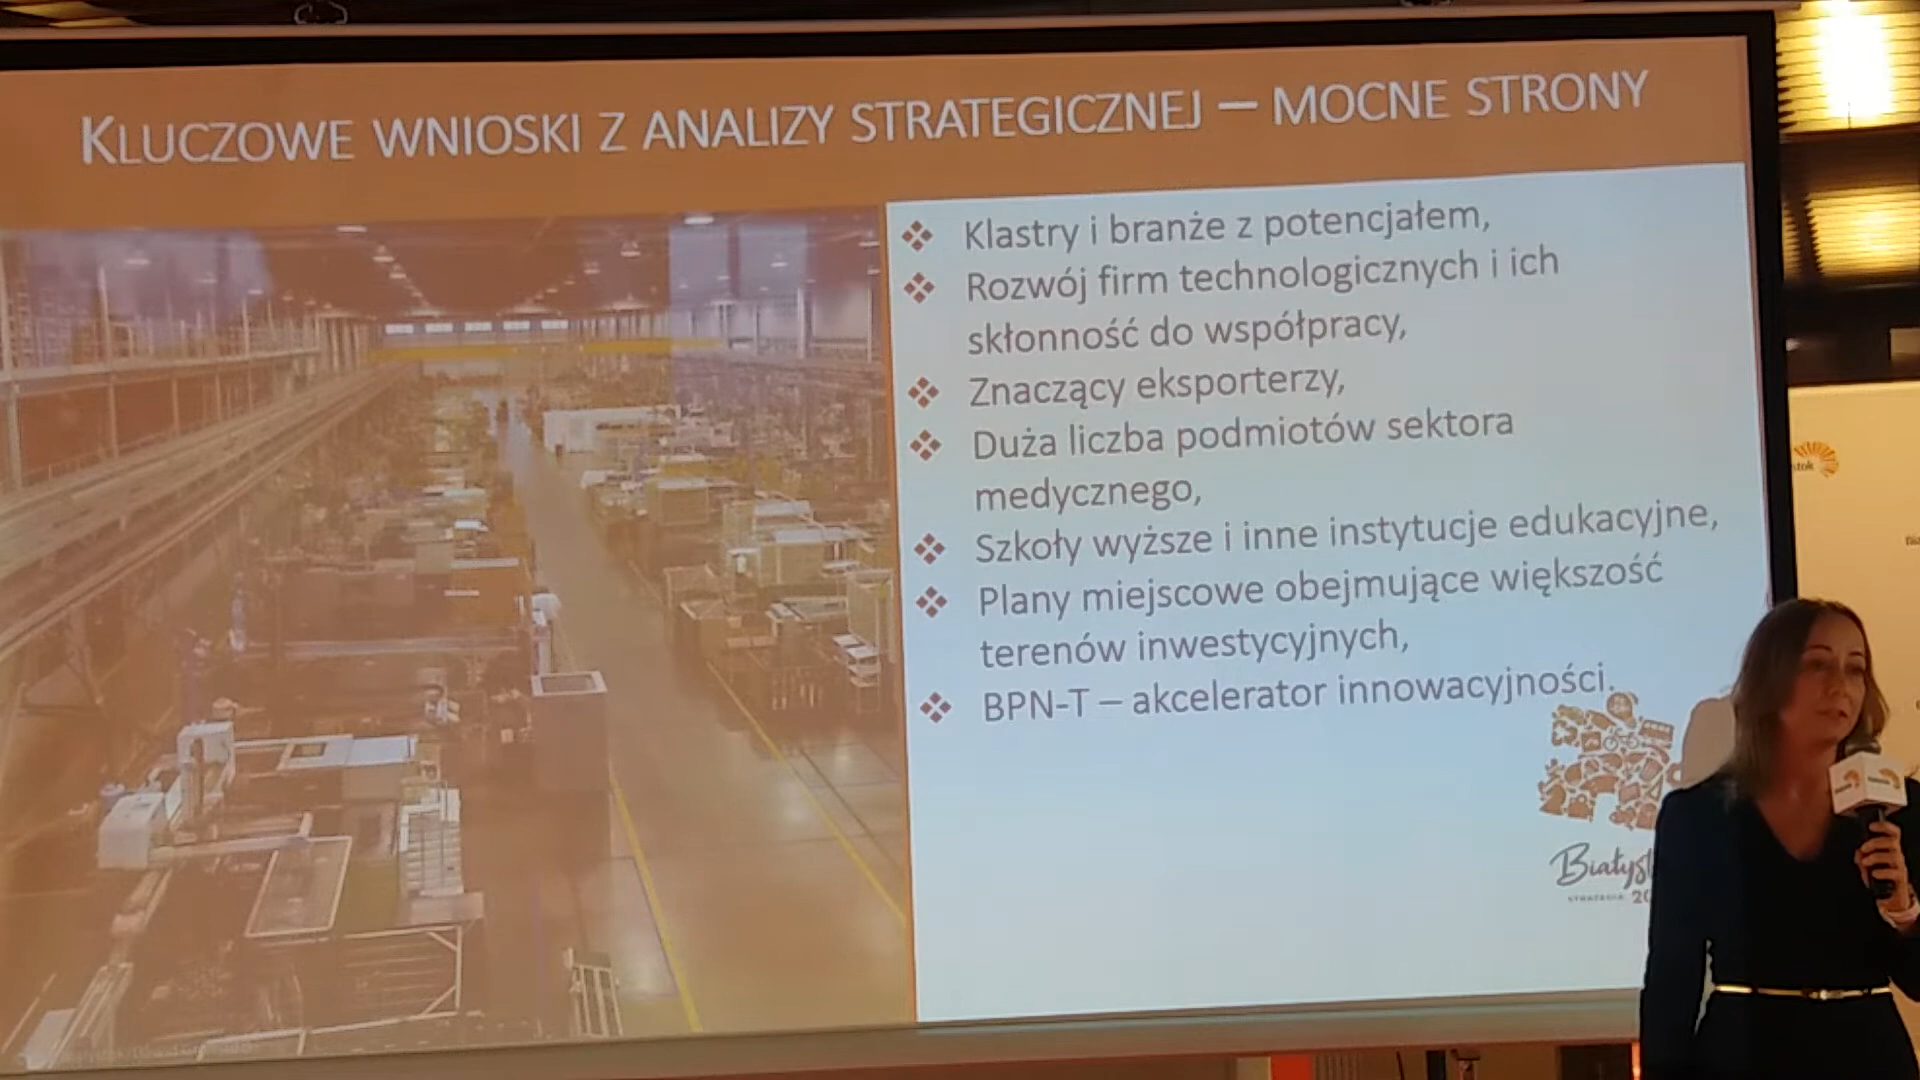 KLUCZOWE WNIOSKI Z ANALIZY STRATEGICZNEJ – MOCNE STRONY
❖ Klastry i branże z potencjałem,
❖ Rozwój firm technologicznych i ich
skłonność do współpracy,
❖ Znaczący eksporterzy,
❖ Duża liczba podmiotów sektora
medycznego,
❖ Szkoły wyższe i inne instytucje edukacyjne,
❖ Plany miejscowe obejmujące większość
terenów inwestycyjnych,
❖ BPN-T – akcelerator innowacyjności.
STRATEGIA